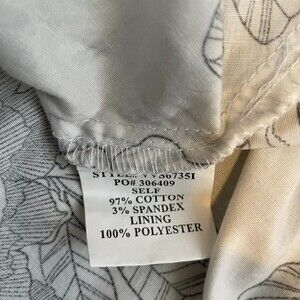 PO# 306409
SELF
97% COTTON
3% SPANDEX
LINING
100% POLYESTER